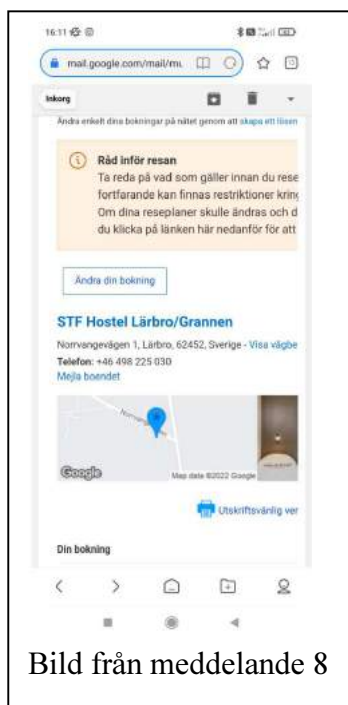 16:11
mail.google.com/mail/mu
Inkorg
Ändra enkelt dina bokningar på nätet genom att skapa ett lösen
Råd inför resan
Ta reda på vad som gäller innan du rese
fortfarande kan finnas restriktioner kring
Om dina reseplaner skulle ändras och d
du klicka på länken här nedanför för att
Ändra din bokning
STF Hostel Lärbro/Grannen
Norrvangevägen 1, Lärbro, 62452, Sverige - Visa vägbe
Telefon: +46 498 225 030
Mejla boendet
Google
Map data ©2022 Google
Utskriftsvänlig ver
Din bokning
Bild från meddelande 8